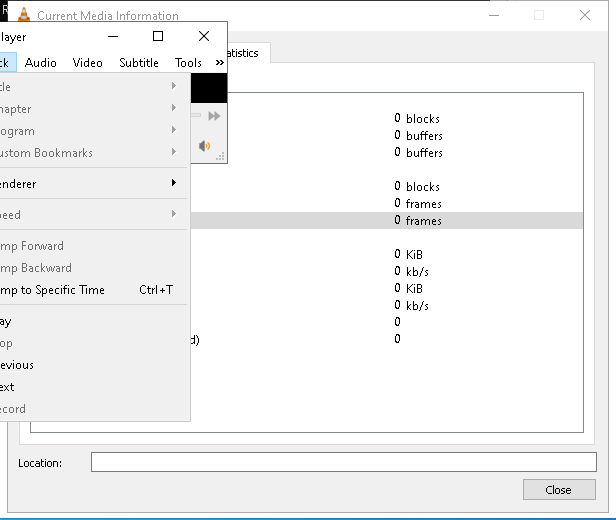 R
Current Media Information
layer
ck Audio Video Subtitle Tools »
atistics
tle
hapter
ogram
ustom Bookmarks
enderer
eed
mp Forward
mp Backward
mp to Specific Time Ctrl+T
ay
op
evious
ext
ecord
0 blocks
0 buffers
0 buffers
0 blocks
0 frames
0 frames
0 KiB
0 kb/s
0 KiB
0 kb/s
0
d) 0
Location:
Close